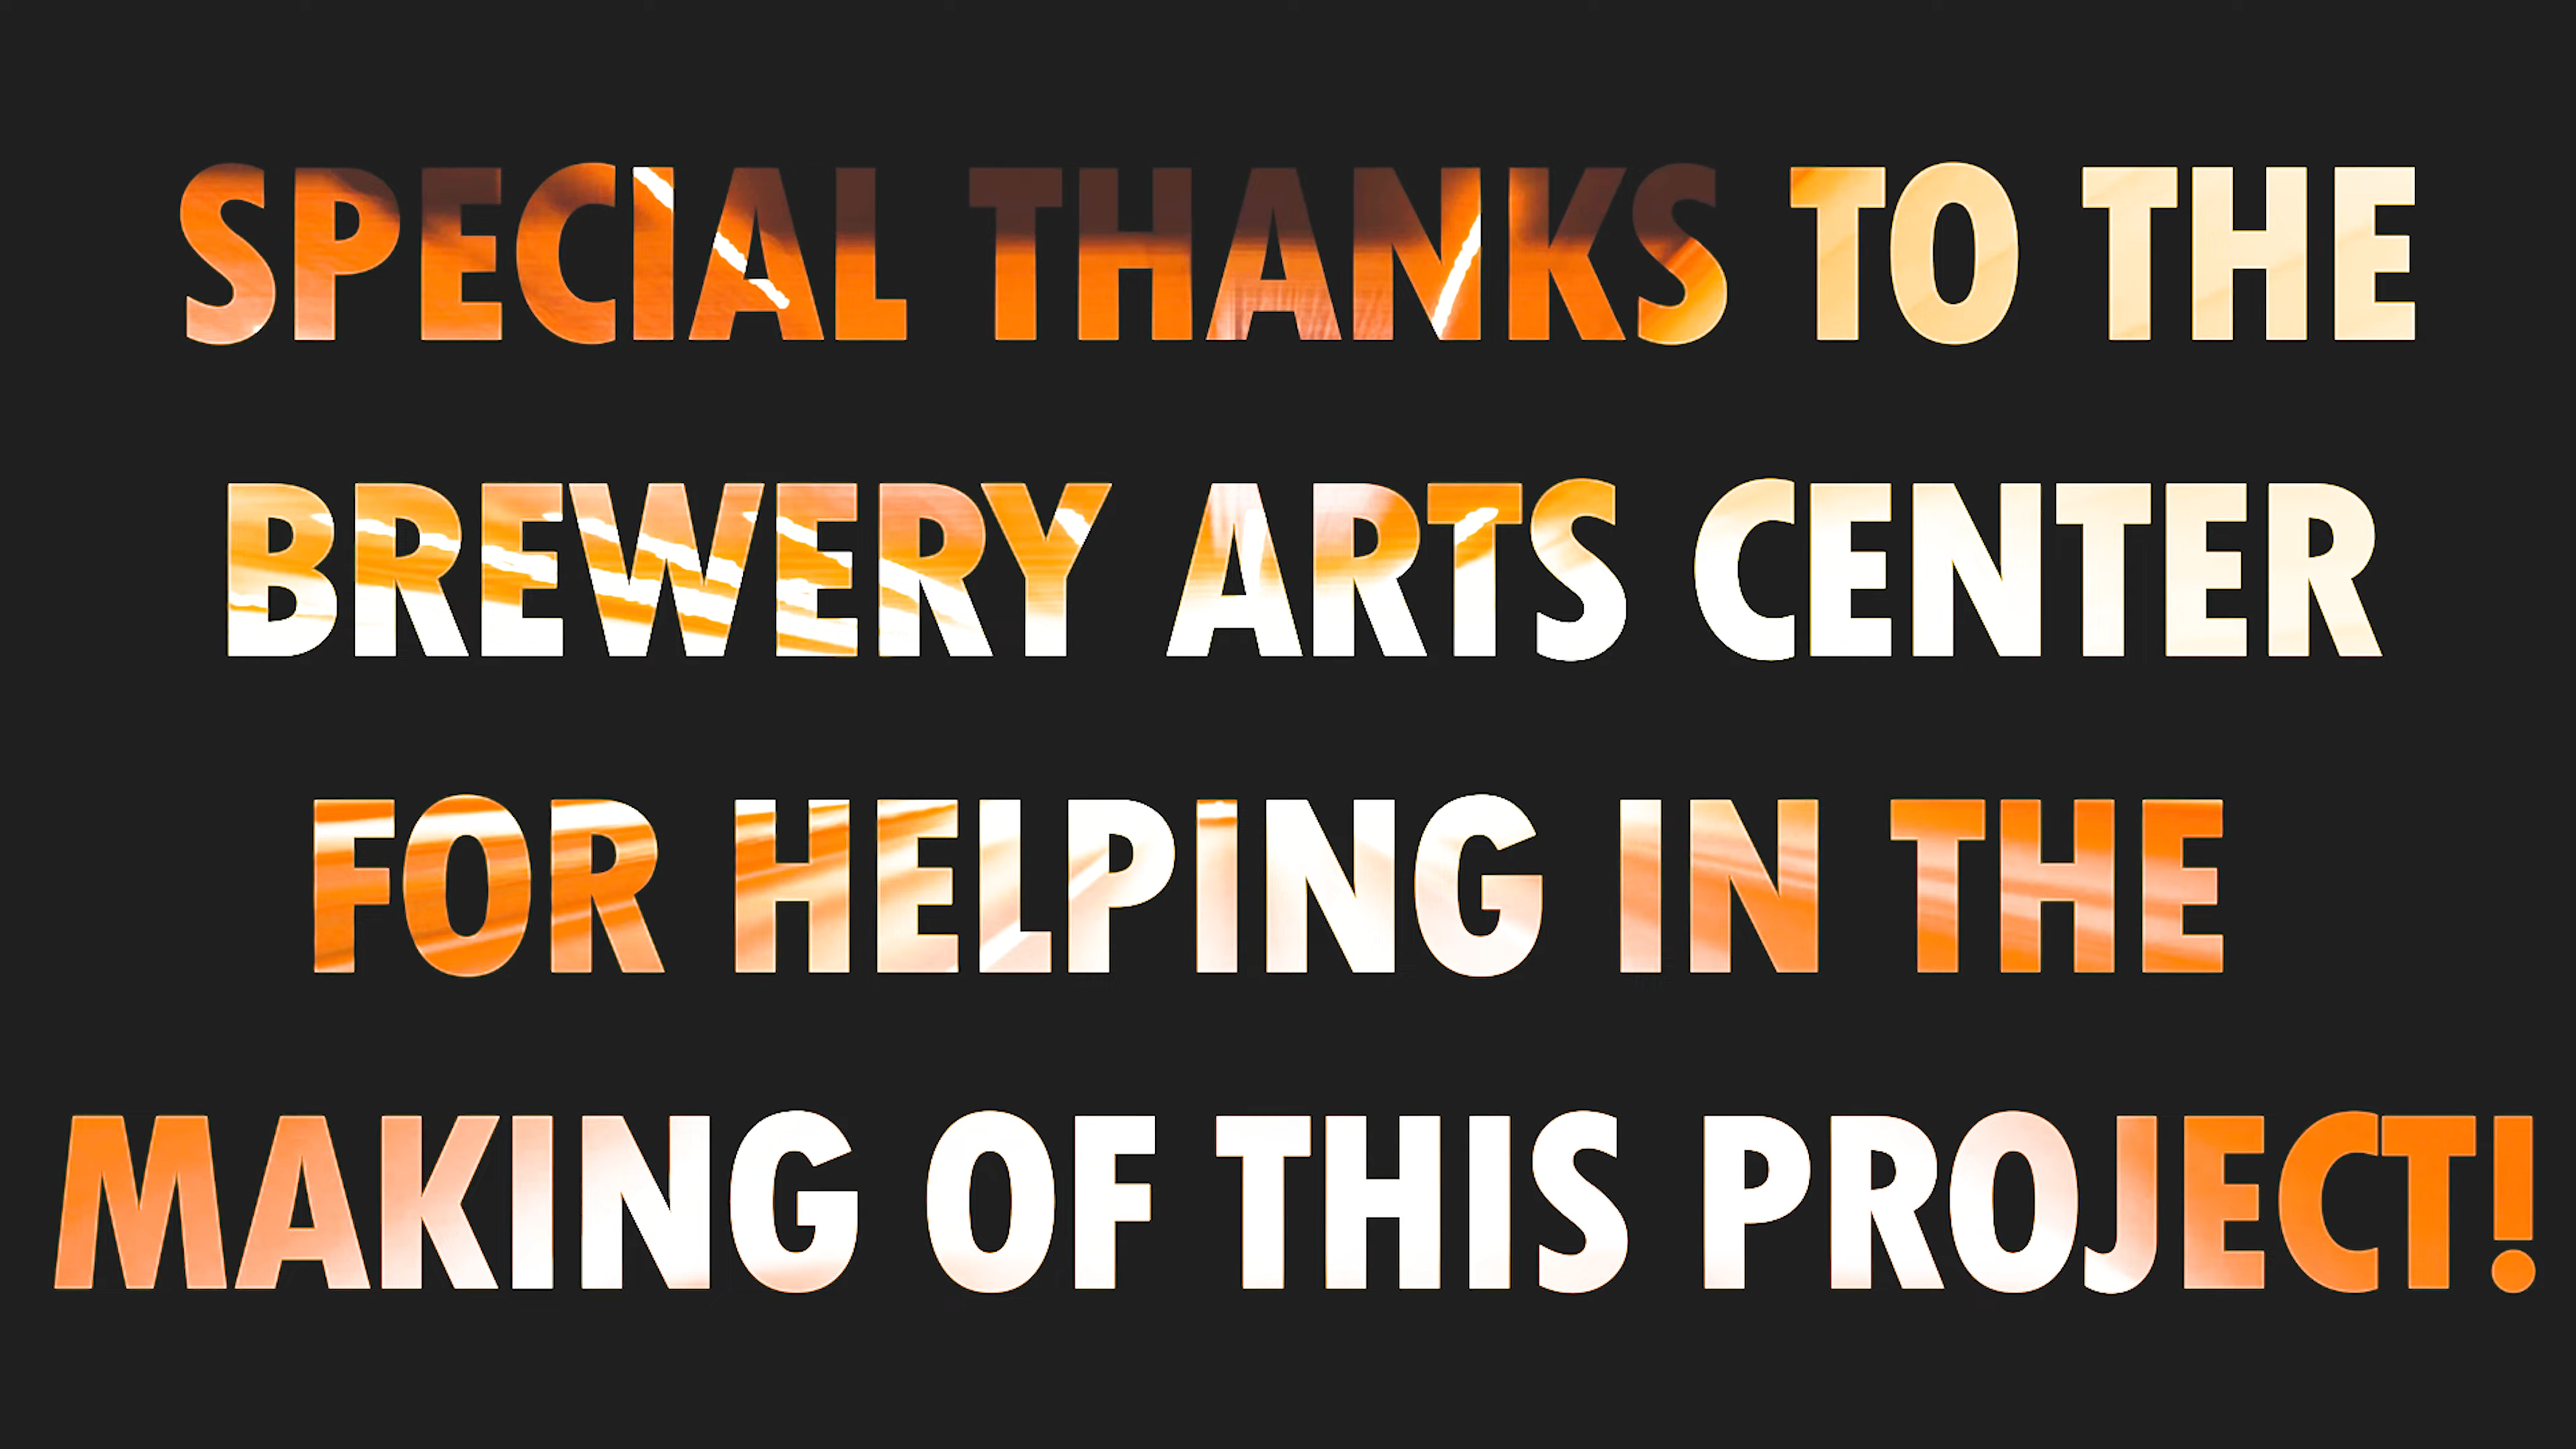 SPECIAL THANKS TO THE
BREWERY ARTS CENTER
FOR HELPING IN THE
MAKING OF THIS PROJECT!